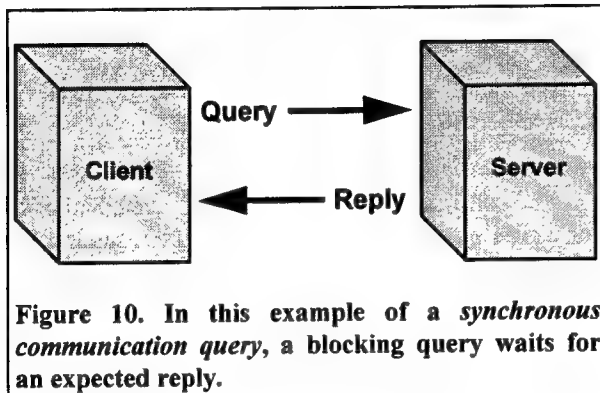 Query
Client
Server
Reply
Figure 10. In this example of a synchronous
communication query, a blocking query waits for
an expected reply.